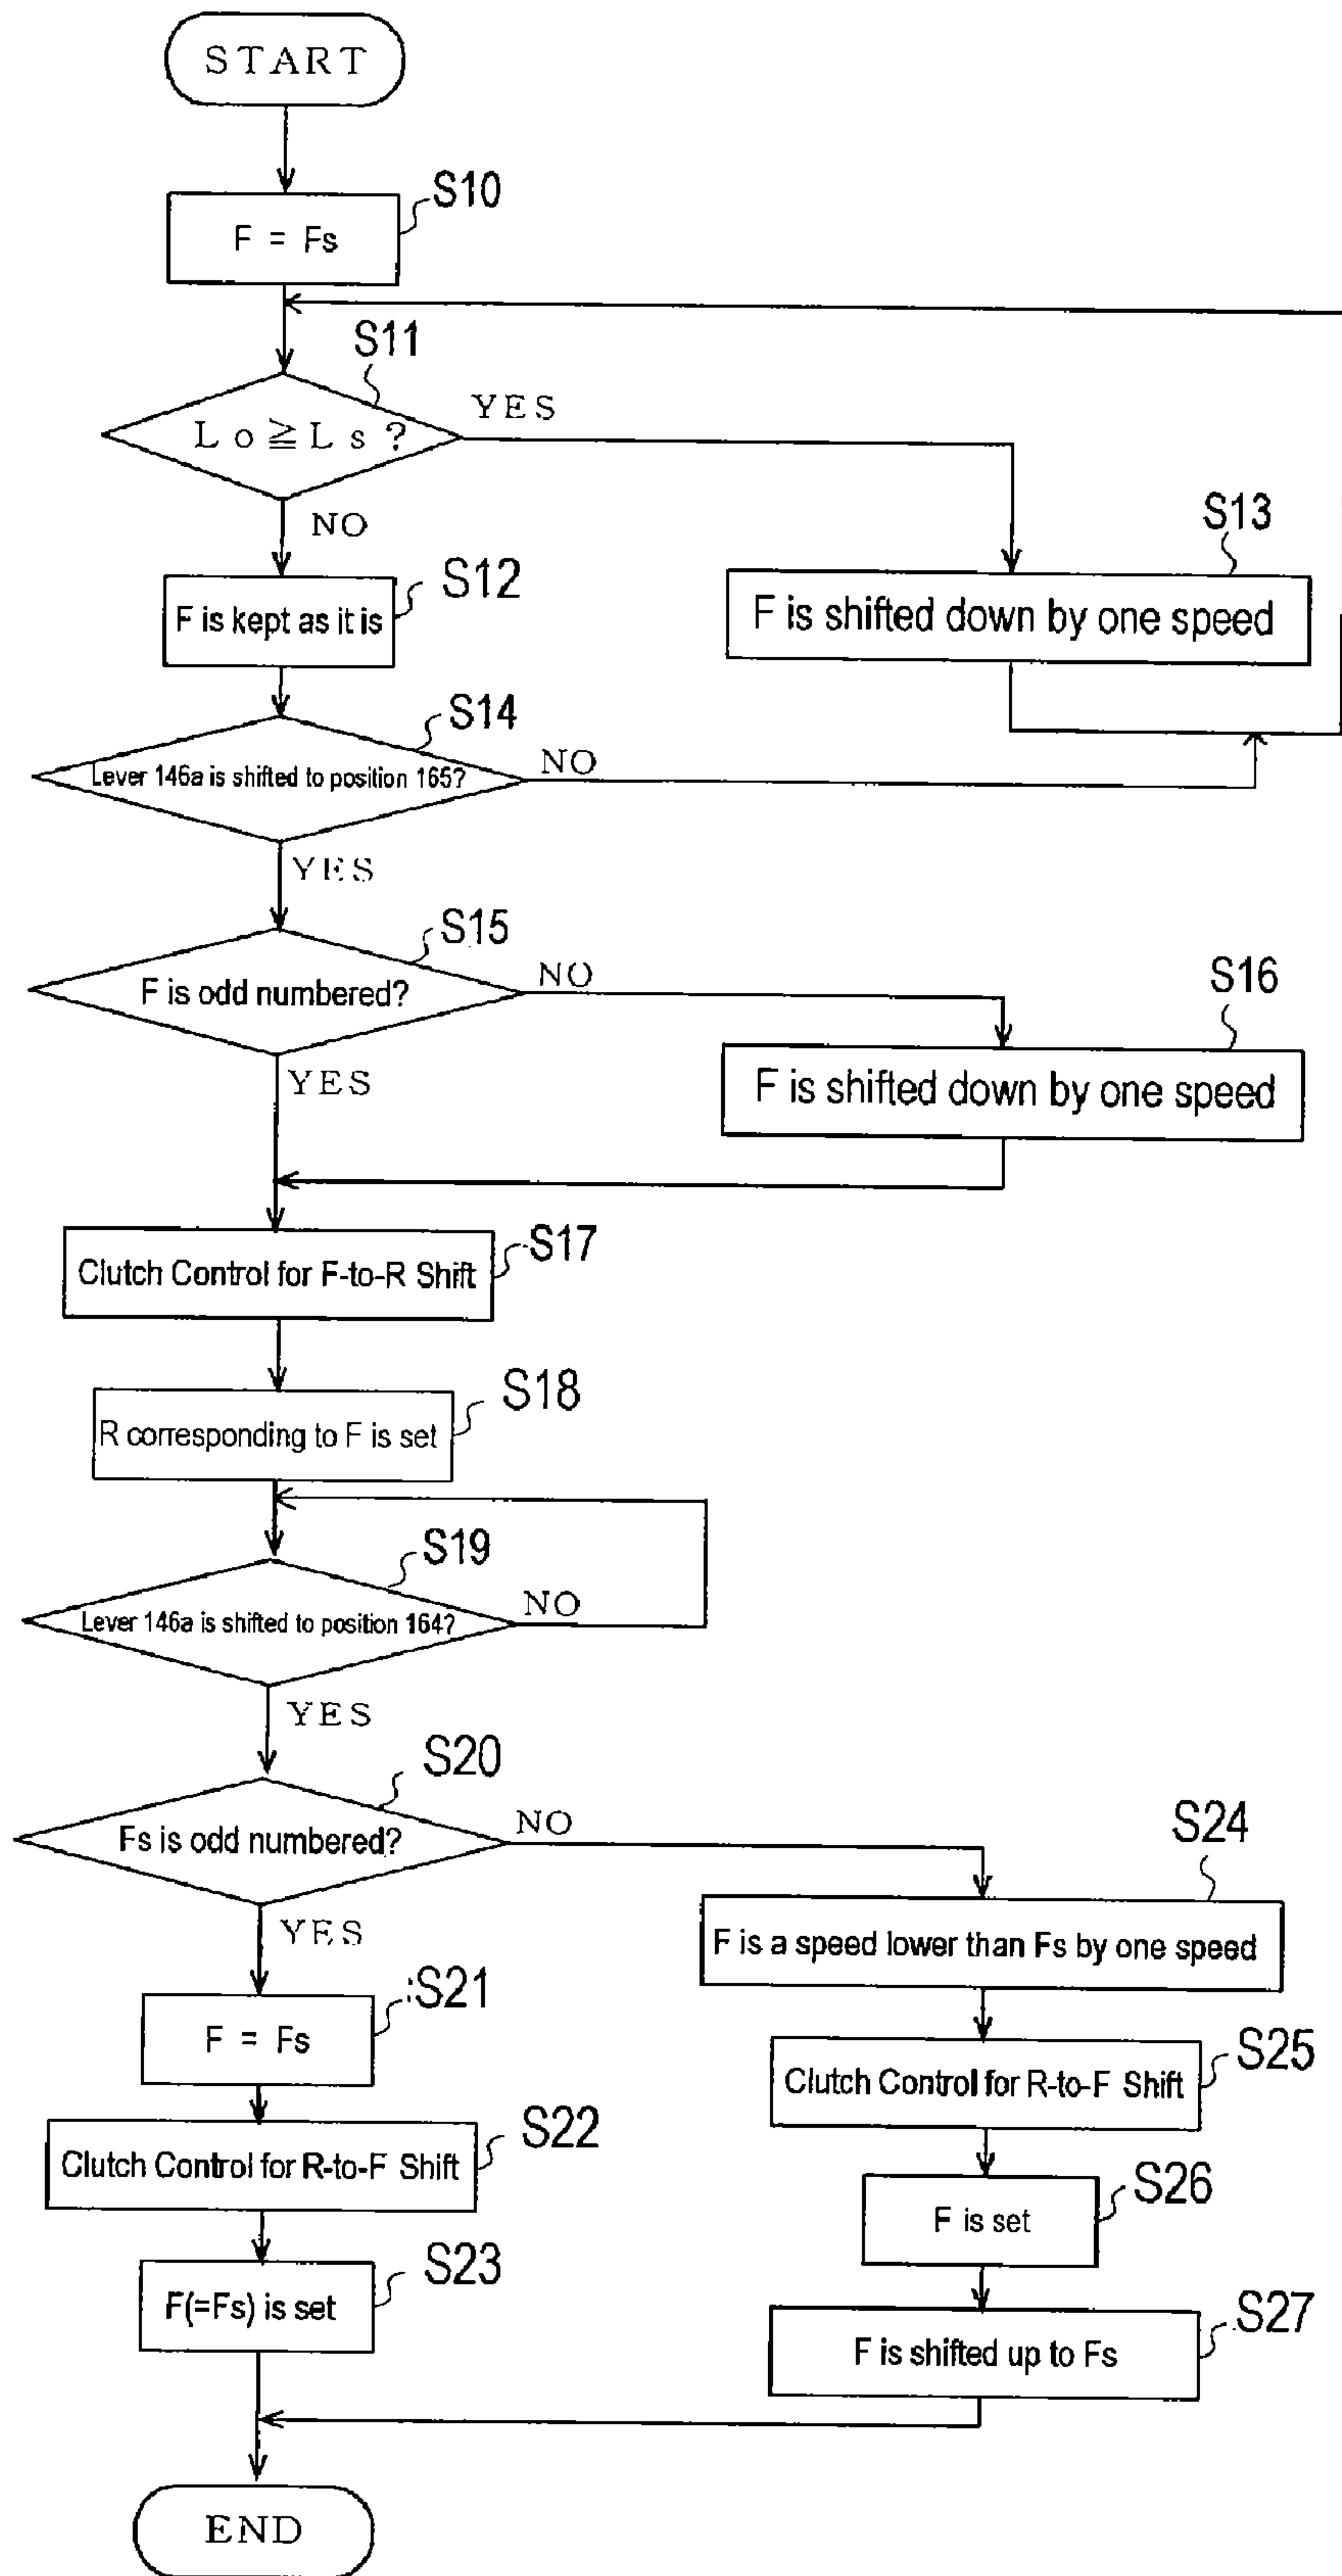 START
S10
F = Fs
S11
Lo ≧ Ls ?
YES
NO
S13
F is shifted down by one speed
S12
F is kept as it is
S14
Lever 146a is shifted to position 165?
NO
YES
S15
F is odd numbered?
NO
S16
F is shifted down by one speed
YES
S17
Clutch Control for F-to-R Shift
S18
R corresponding to F is set
S19
Lever 146a is shifted to position 164?
NO
YES
S20
Fs is odd numbered?
NO
S24
F is a speed lower than Fs by one speed
YES
S21
F = Fs
S25
Clutch Control for R-to-F Shift
S22
Clutch Control for R-to-F Shift
S26
F is set
S23
F(=Fs) is set
S27
F is shifted up to Fs
END